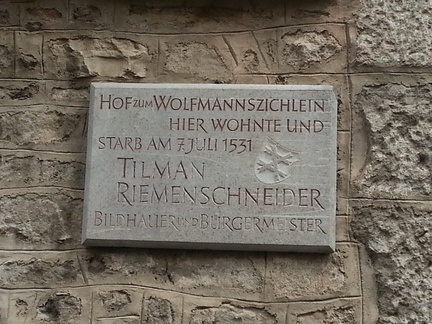 HOF ZUM WOLFMANNSZICHLEIN
HIER WOHNTE UND
STARB AM 7. JULI 1531
TILMAN
RIEMENSCHNEIDER
BILDHAUER UND BÜRGERMEISTER